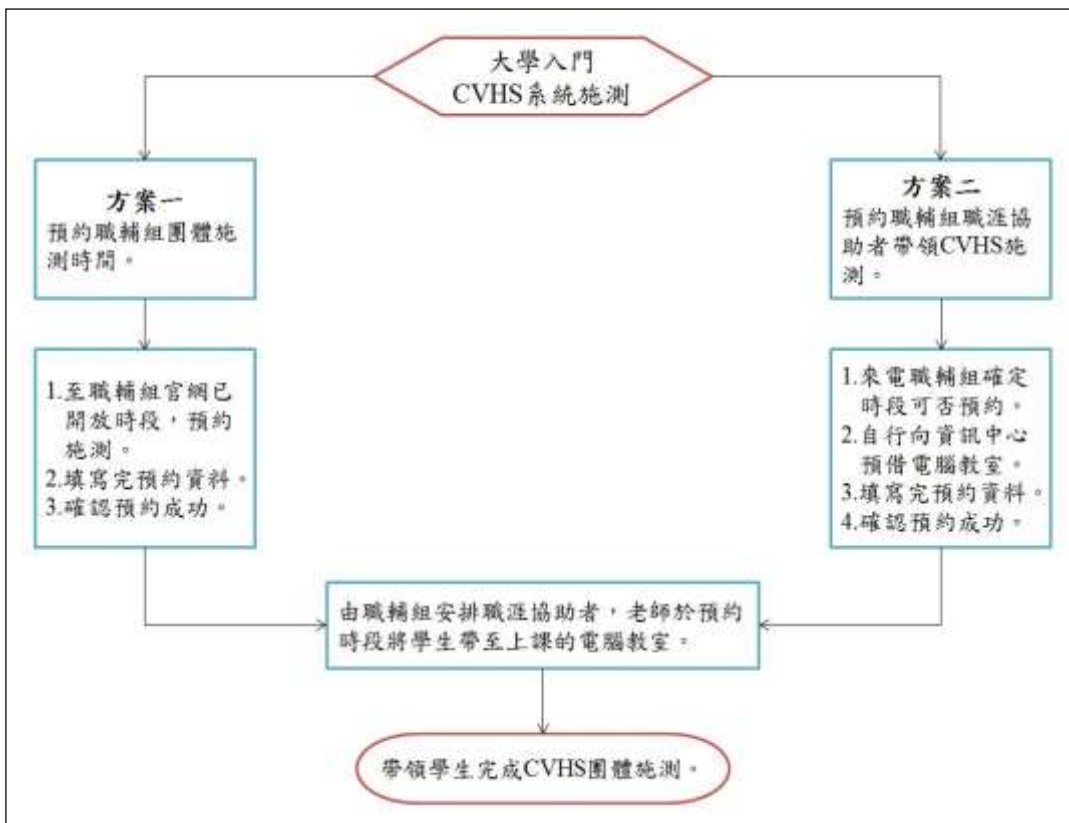 大學入門
CVHS系統施測
方案一
預約職輔組團體施
測時間。
方案二
預約職輔組職涯協
助者帶領CVHS施
測。
1.至職輔組官網已
開放時段，預約
施測。
2.填寫完預約資料。
3.確認預約成功。
1.來電職輔組確定
時段可否預約。
2.自行向資訊中心
預借電腦教室。
3.填寫完預約資料。
4.確認預約成功。
由職輔組安排職涯協助者，老師於預約
時段將學生帶至上課的電腦教室。
帶領學生完成CVHS團體施測。